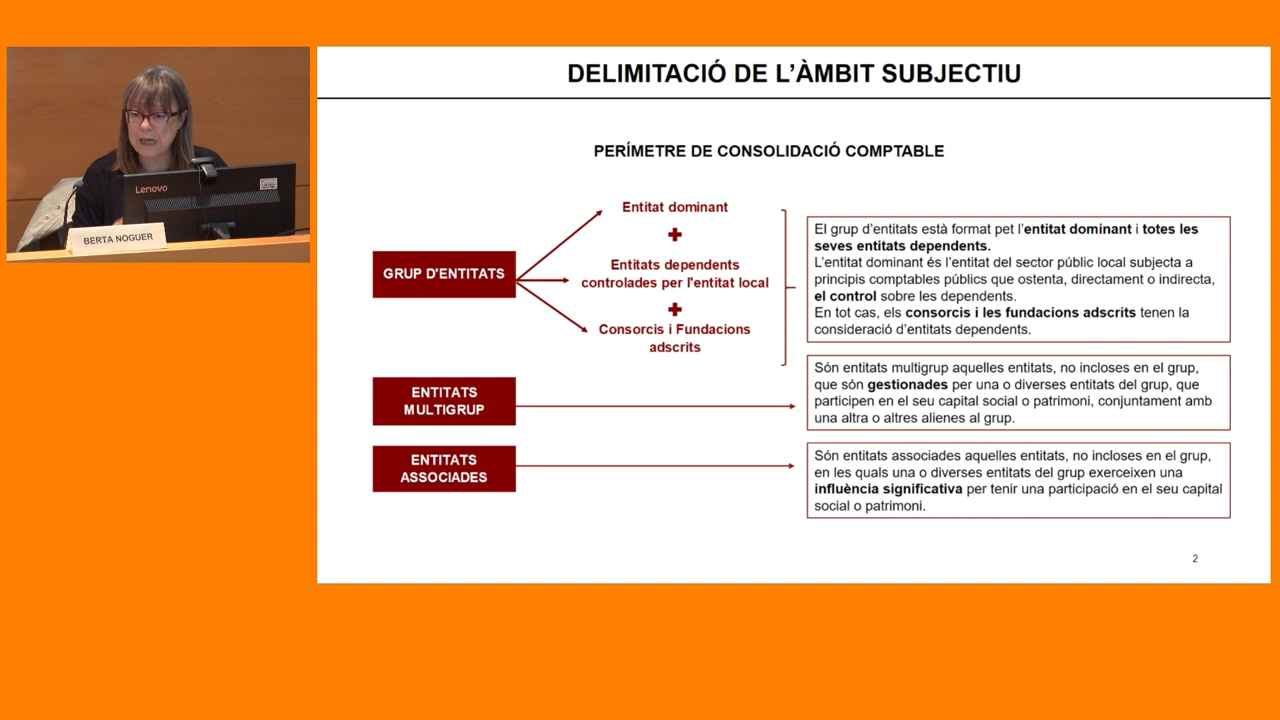 Lenovo
BERTA NOGUER
DELIMITACIÓ DE L'ÀMBIT SUBJECTIU
PERÍMETRE DE CONSOLIDACIÓ COMPTABLE
GRUP D'ENTITATS
Entitat dominant
Entitats dependents
controlades per l'entitat local
Consorcis i Fundacions
adscrits
El grup d'entitats està format pet l'entitat dominant i totes les
seves entitats dependents.
L'entitat dominant és l'entitat del sector públic local subjecta a
principis comptables públics que ostenta, directament o indirecta,
el control sobre les dependents.
En tot cas, els consorcis i les fundacions adscrits tenen la
consideració d'entitats dependents.
ENTITATS
MULTIGRUP
Són entitats multigrup aquelles entitats, no incloses en el grup,
que són gestionades per una o diverses entitats del grup, que
participen en el seu capital social o patrimoni, conjuntament amb
una altra o altres alienes al grup.
ENTITATS
ASSOCIADES
Són entitats associades aquelles entitats, no incloses en el grup,
en les quals una o diverses entitats del grup exerceixen una
influència significativa per tenir una participació en el seu capital
social o patrimoni.
2